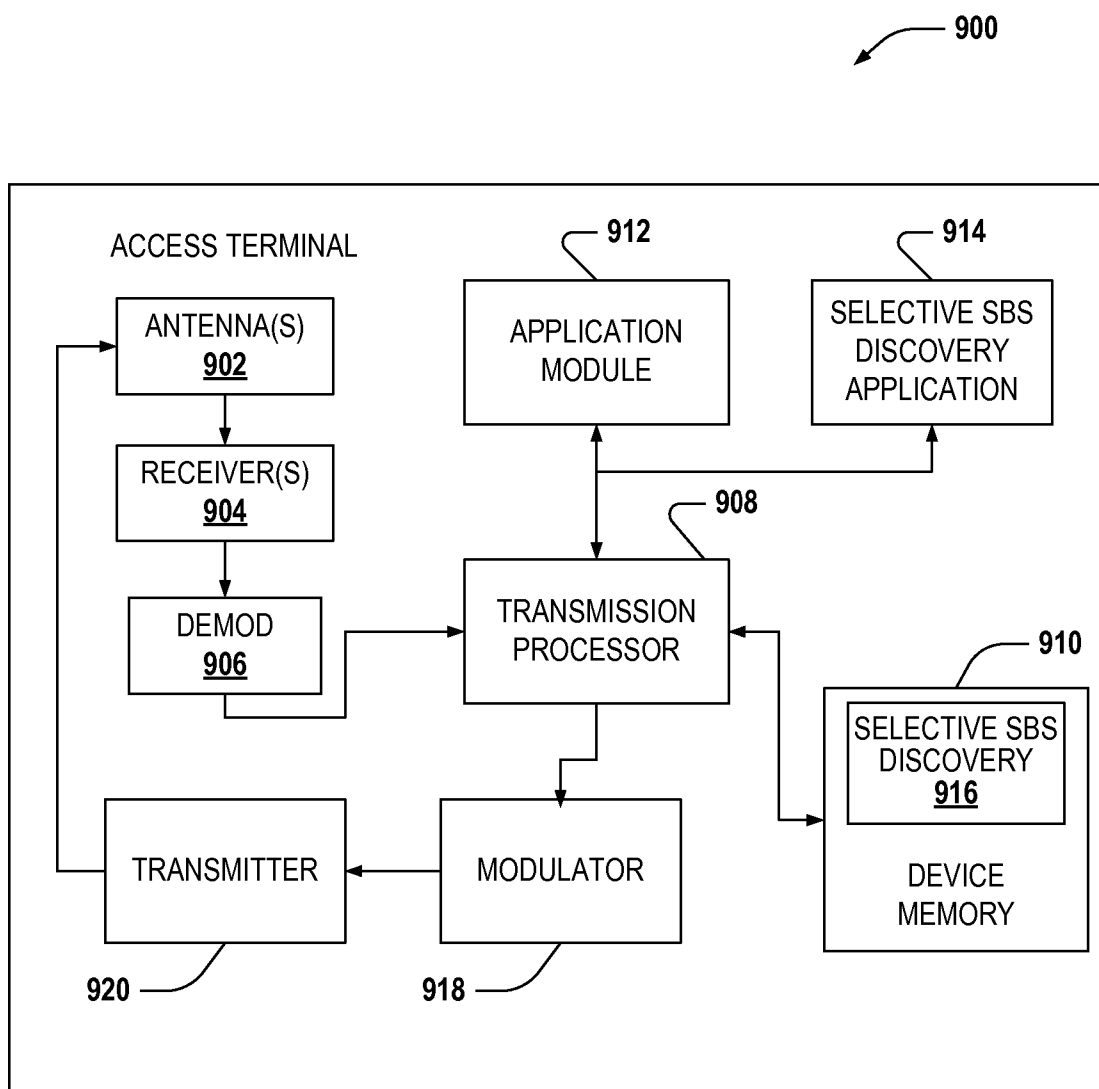 900
ACCESS TERMINAL
912
914
ANTENNA(S)
902
APPLICATION
MODULE
SELECTIVE SBS
DISCOVERY
APPLICATION
RECEIVER(S)
904
908
DEMOD
906
TRANSMISSION
PROCESSOR
910
SELECTIVE SBS
DISCOVERY
916
DEVICE
MEMORY
TRANSMITTER
MODULATOR
920
918